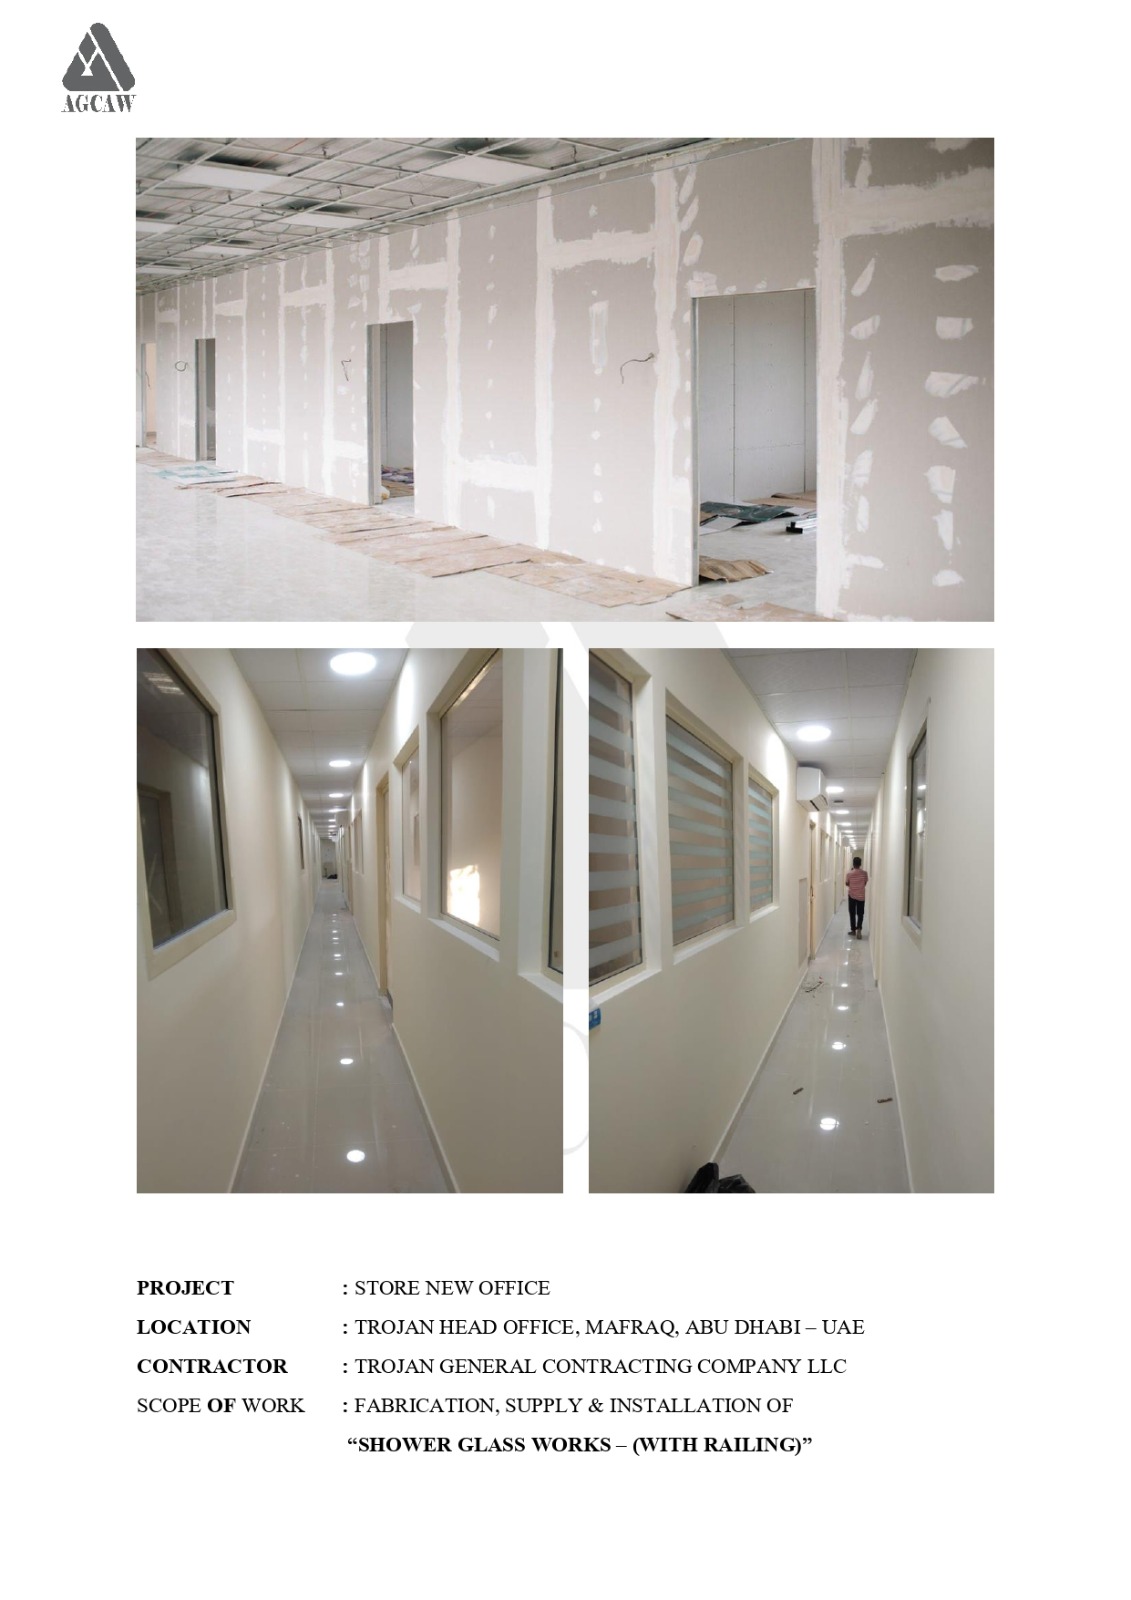 AGCAW
PROJECT : STORE NEW OFFICE
LOCATION : TROJAN HEAD OFFICE, MAFRAQ, ABU DHABI – UAE
CONTRACTOR : TROJAN GENERAL CONTRACTING COMPANY LLC
SCOPE OF WORK : FABRICATION, SUPPLY & INSTALLATION OF
“SHOWER GLASS WORKS – (WITH RAILING)”